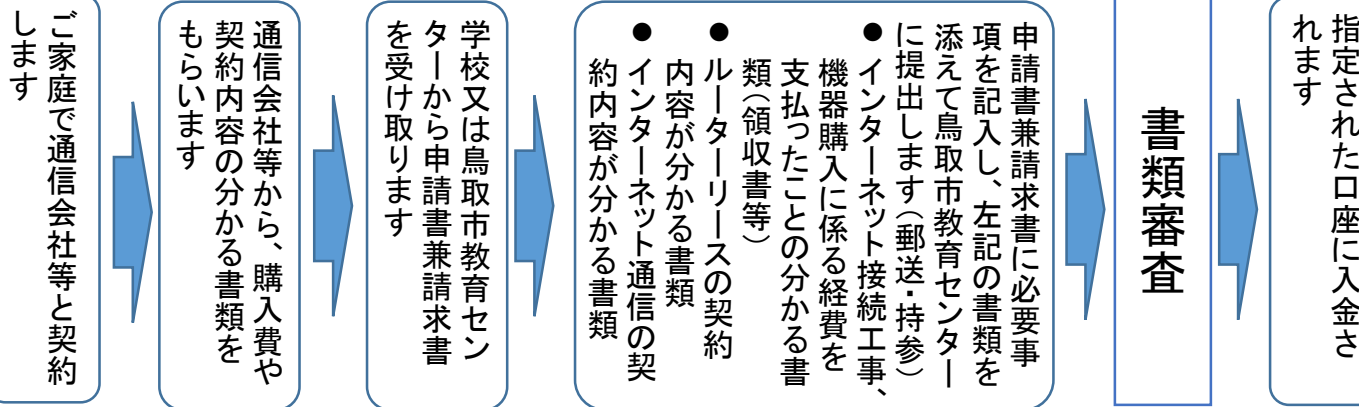 ご家庭で通信会社等と契約
します
通信会社等から、購入費や
契約内容の分かる書類を
もらいます
学校又は鳥取市教育セン
ターから申請書兼請求書
を受け取ります
申請書兼請求書に必要事
項を記入し、左記の書類を
添えて鳥取市教育センター
に提出します(郵送・持参)
●インターネット接続工事、
機器購入に係る経費を
支払ったことの分かる書
類(領収書等)
●ルーターリースの契約
内容が分かる書類
●インターネット通信の契
約内容が分かる書類
書類審査
指定された口座に入金さ
れます